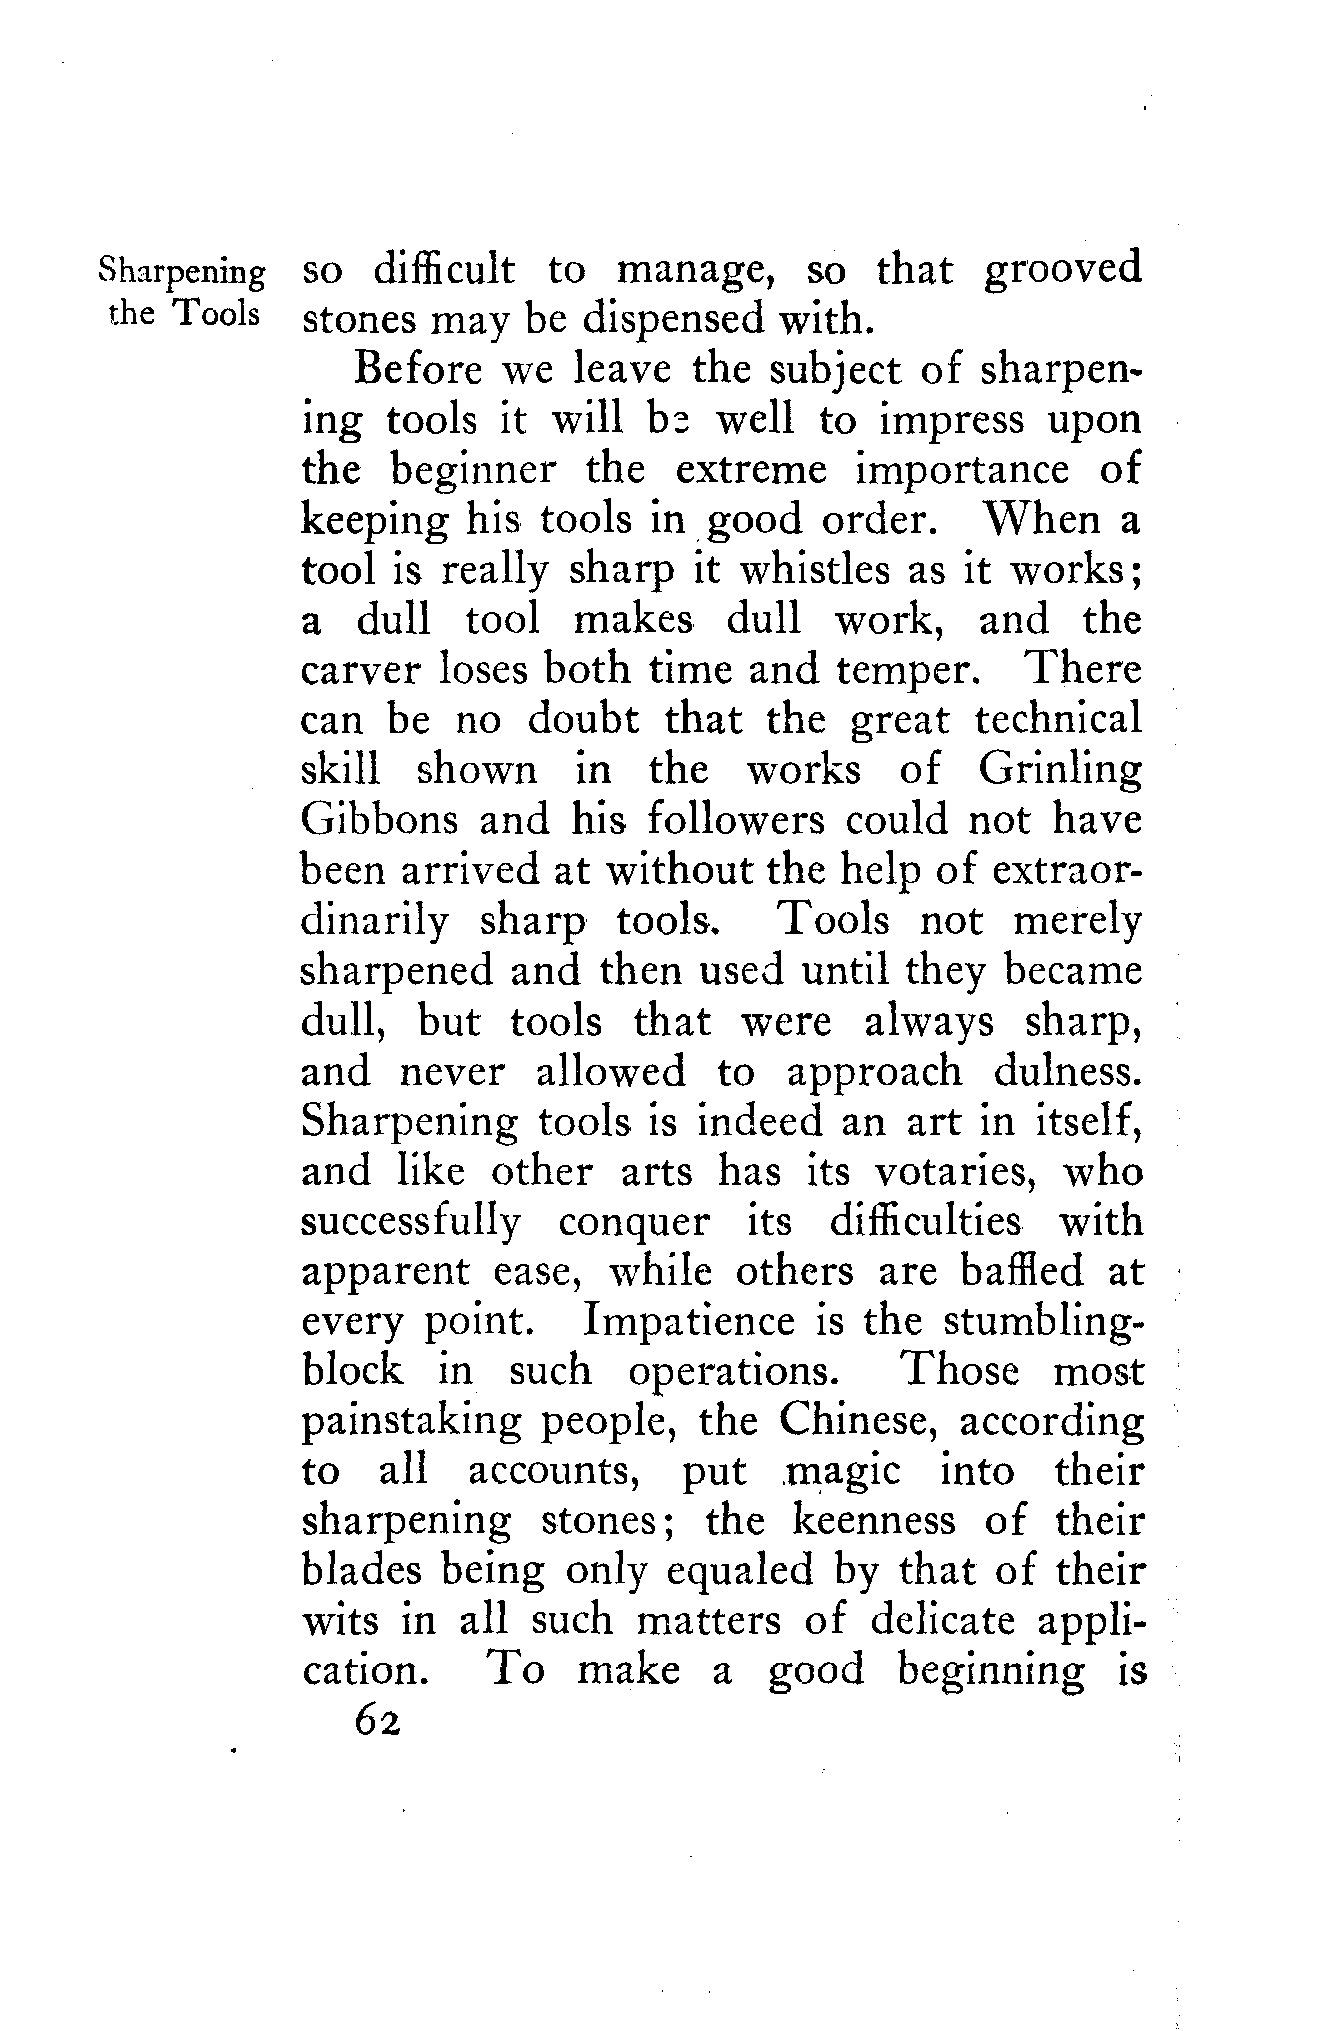 Sharpening
the Tools
so difficult to manage, so that grooved
stones may be dispensed with.
Before we leave the subject of sharpen-
ing tools it will be well to impress upon
the beginner the extreme importance of
keeping his tools in good order. When a
tool is really sharp it whistles as it works;
a dull tool makes dull work, and the
carver loses both time and temper. There
can be no doubt that the great technical
skill shown in the works of Grinling
Gibbons and his followers could not have
been arrived at without the help of extraor-
dinarily sharp tools. Tools not merely
sharpened and then used until they became
dull, but tools that were always sharp,
and never allowed to approach dulness.
Sharpening tools is indeed an art in itself,
and like other arts has its votaries, who
successfully conquer its difficulties with
apparent ease, while others are baffled at
every point. Impatience is the stumbling-
block in such operations. Those most
painstaking people, the Chinese, according
to all accounts, put magic into their
sharpening stones; the keenness of their
blades being only equaled by that of their
wits in all such matters of delicate appli-
cation. To make a good beginning is
62